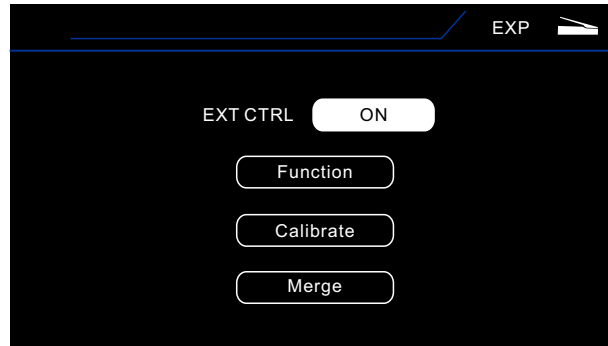 EXP
EXT CTRL ON
Function
Calibrate
Merge